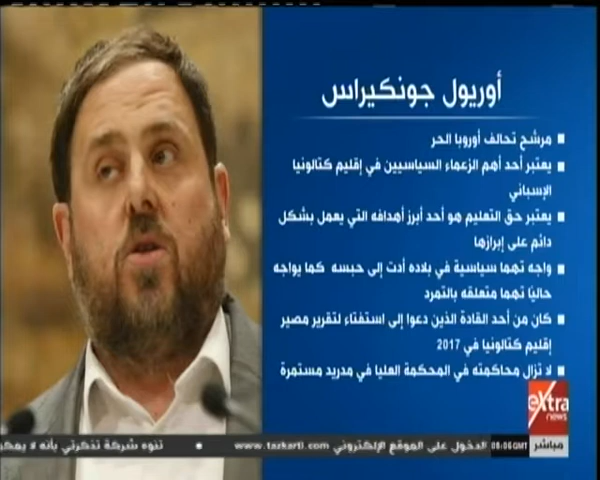 أوريول جونكيراس
مرشح تحالف أوروبا الحر
يعتبر أحد أهم الزعماء السياسيين في إقليم كتالونيا
الإسباني
يعتبر حق التعليم هو أحد أبرز أهدافه التي يعمل بشكل
دائم على إبرازها
واجه تهما سياسية في بلاده أدت إلى حبسه كما يواجه
حاليًا تهما متعلقه بالتمرد
كان من أحد القادة الذين دعوا إلى استفتاء لتقرير مصير
إقليم كتالونيا في 2017
لا تزال محاكمته في المحكمة العليا في مدريد مستمرة
eXtra
news
مباشر
08:06GMT
الدخول على الموقع الإلكتروني www.tazkarti.com
تنوه شركة تذكرتي بأنه لا يمكن